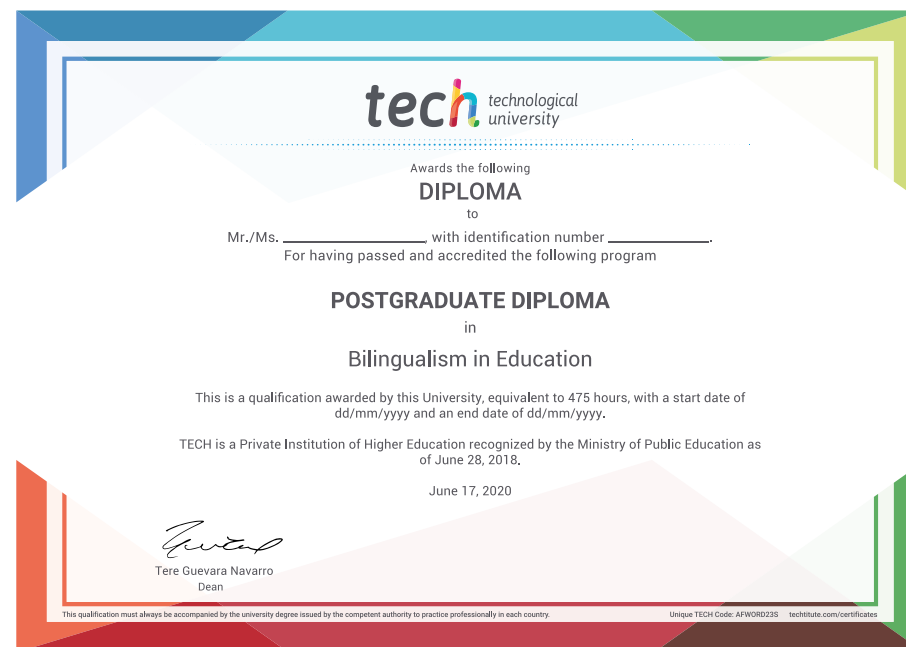 tech technological
university
Awards the following
DIPLOMA
to
Mr./Ms. ____________________, with identification number ______________.
For having passed and accredited the following program
POSTGRADUATE DIPLOMA
in
Bilingualism in Education
This is a qualification awarded by this University, equivalent to 475 hours, with a start date of
dd/mm/yyyy and an end date of dd/mm/yyyy.
TECH is a Private Institution of Higher Education recognized by the Ministry of Public Education as
of June 28, 2018.
June 17, 2020
Tere Guevara Navarro
Dean
This qualification must always be accompanied by the university degree issued by the competent authority to practice professionally in each country. Unique TECH Code: AFWORD23S techtitute.com/certificates